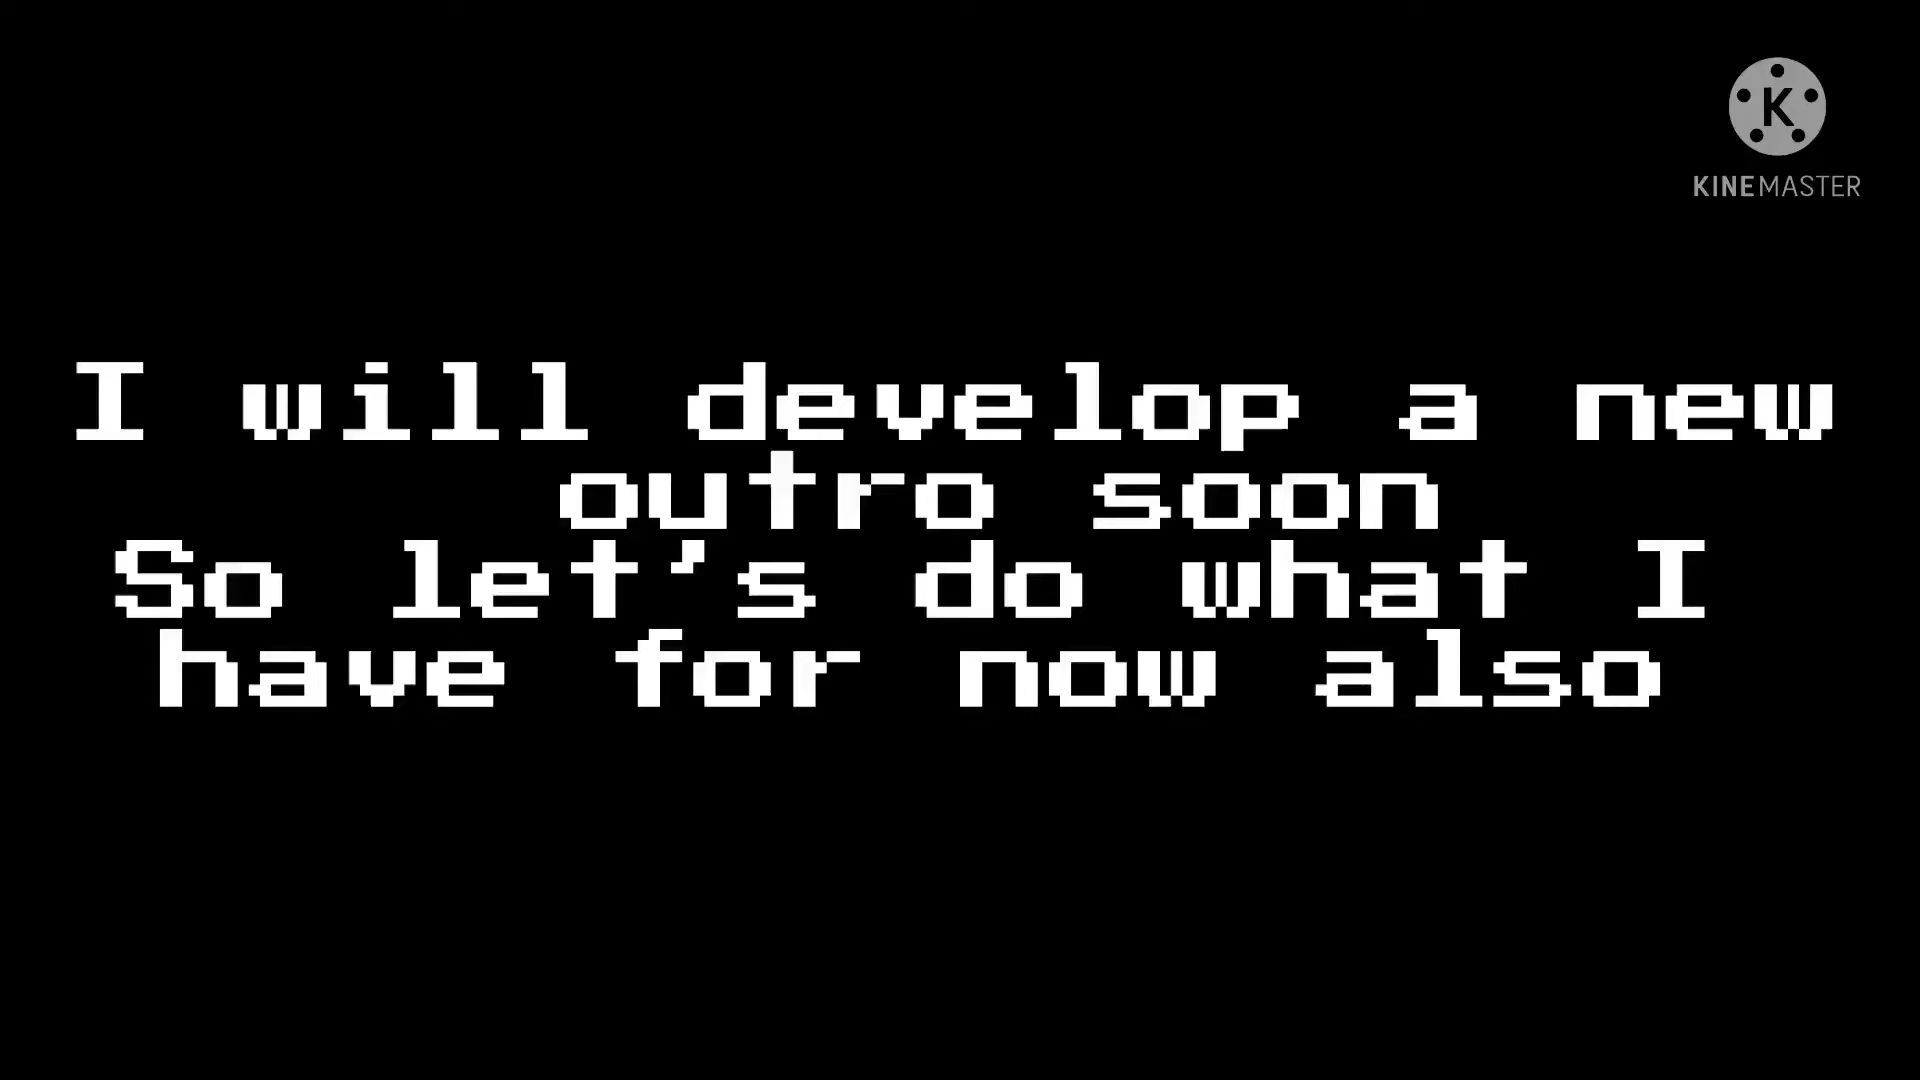 K
KINEMASTER
I will develop a new
outro soon
So let's do what I
have for now also